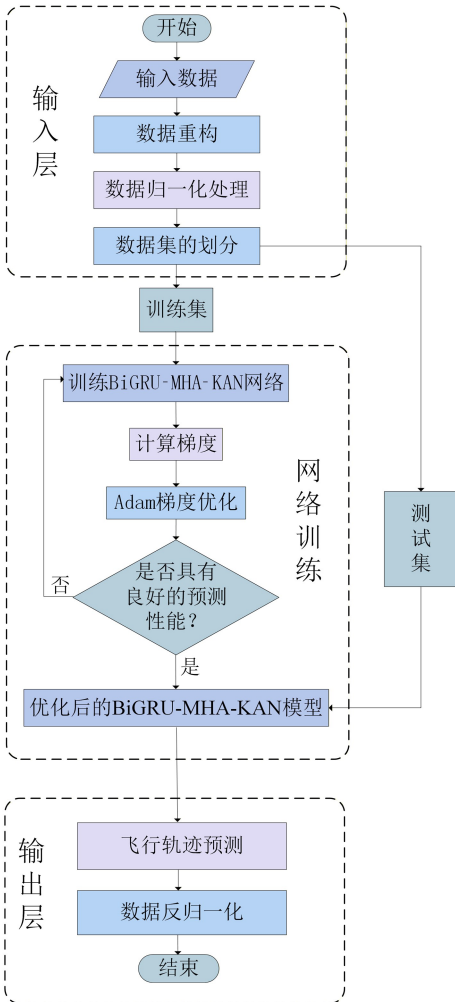 开始
输入层
输入数据
数据重构
数据归一化处理
数据集的划分
训练集
训练BiGRU-MHA-KAN网络
计算梯度
网络训练
Adam梯度优化
测试集
是否具有
良好的预测
性能？
否
是
优化后的BiGRU-MHA-KAN模型
输出层
飞行轨迹预测
数据反归一化
结束